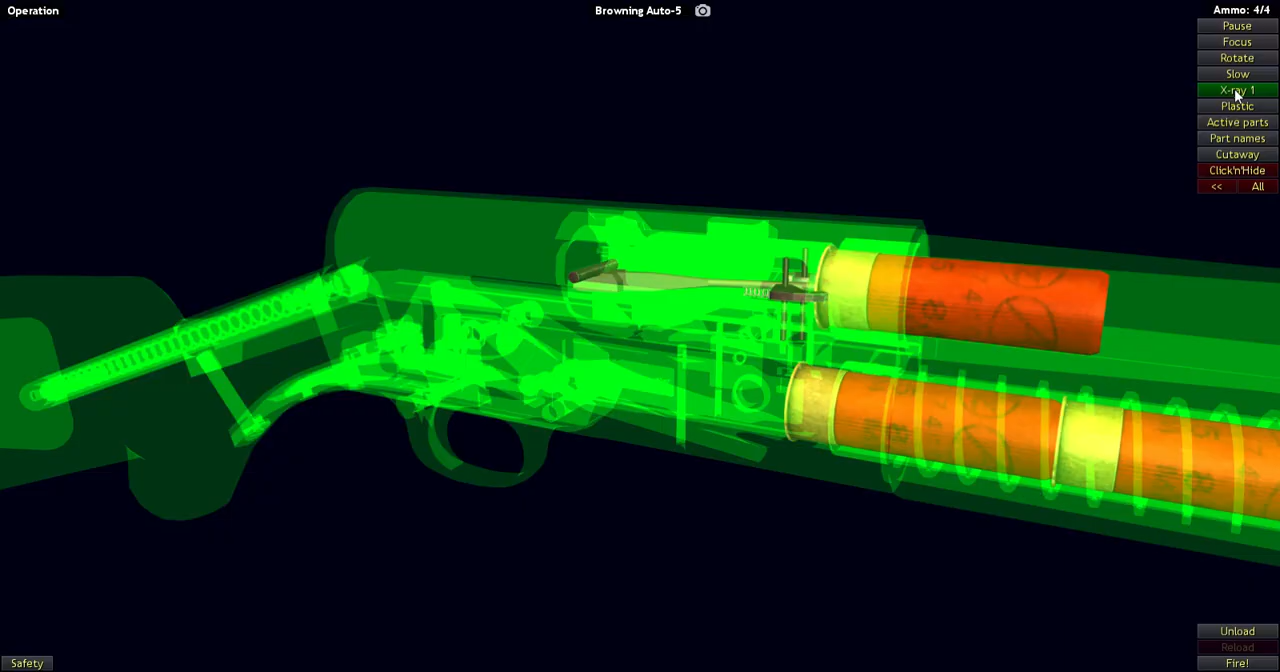 Operation
Browning Auto-5
Ammo: 4/4
Pause
Focus
Rotate
Slow
X-ray 1
Plastic
Active parts
Part names
Cutaway
Click'n'Hide
<< All
Unload
Reload
Safety
Fire!